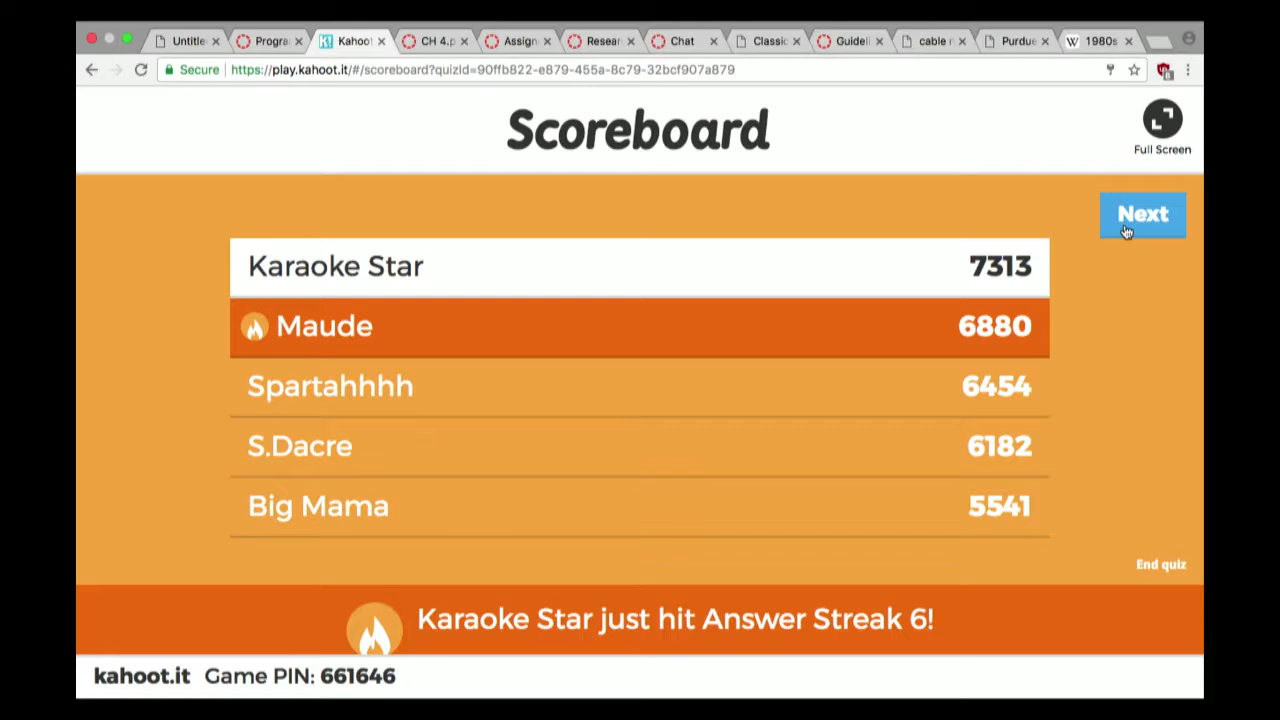 Untitle
Progra
Kahoot
CH 4.p
Assign
Resear
Chat
Classic
Guideli
cable r
Purdue
1980s
Secure
https://play.kahoot.it/#/scoreboard?quizId=90ffb822-e879-455a-8c79-32bcf907a879
Scoreboard
Full Screen
Next
Karaoke Star 7313
Maude 6880
Spartahhhh 6454
S.Dacre 6182
Big Mama 5541
End quiz
Karaoke Star just hit Answer Streak 6!
kahoot.it Game PIN: 661646